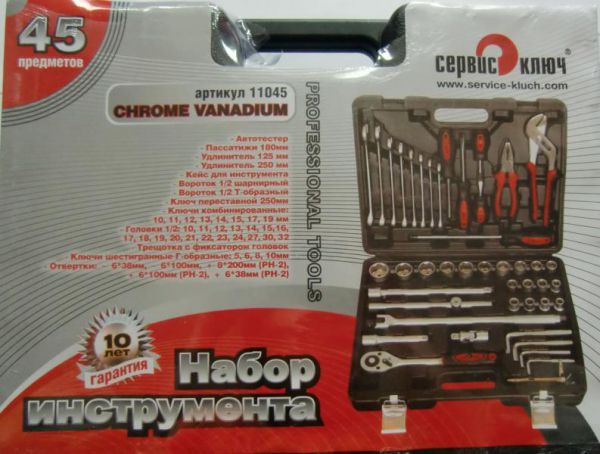 45
предметов
сервис ключ®
www.service-kluch.com
артикул 11045
CHROME VANADIUM
PROFESSIONAL TOOLS
- Автотестер
- Пассатижи 180мм
- Удлинитель 125 мм
- Удлинитель 250 мм
- Кейс для инструмента
Вороток 1/2 шарнирный
Вороток 1/2 Т-образный
Ключ переставной 250мм
Ключи комбинированные:
10, 11, 12, 13, 14, 15, 17, 19 мм
Головки 1/2: 10, 11, 12, 13, 14, 15,16,
17, 18, 19, 20, 21, 22, 23, 24, 27, 30, 32
Трещотка с фиксатором головок
Ключи шестигранные Г-образные: 5, 6, 8, 10мм
Отвертки: – 6*38мм, – 6*100мм, + 8*200мм (PH-2)
+ 6*100мм (PH-2), + 6*38мм (PH-2)
10
лет
гарантия
Набор
инструмента